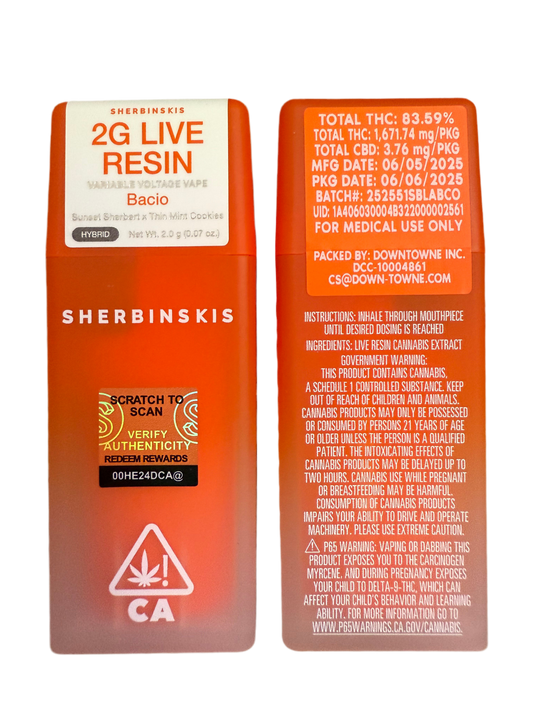 SHERBINSKIS
2G LIVE
RESIN
VARIABLE VOLTAGE VAPE
Bacio
Sunset Sherbert x Thin Mint Cookies
HYBRID
Net Wt. 2.0 g (0.07 oz.)
SHERBINSKIS
SCRATCH TO
SCAN
VERIFY
AUTHENTICITY
REDEEM REWARDS
00HE24DCA@
!
CA
TOTAL THC: 83.59%
TOTAL THC: 1,671.74 mg/PKG
TOTAL CBD: 3.76 mg/PKG
MFG DATE: 06/05/2025
PKG DATE: 06/06/2025
BATCH#: 252551SBLABCO
UID: 1A406030004B322000002561
FOR MEDICAL USE ONLY
PACKED BY: DOWNTOWNE INC.
DCC-10004861
CS@DOWN-TOWNE.COM
INSTRUCTIONS: INHALE THROUGH MOUTHPIECE
UNTIL DESIRED DOSING IS REACHED
INGREDIENTS: LIVE RESIN CANNABIS EXTRACT
GOVERNMENT WARNING:
THIS PRODUCT CONTAINS CANNABIS,
A SCHEDULE 1 CONTROLLED SUBSTANCE. KEEP
OUT OF REACH OF CHILDREN AND ANIMALS.
CANNABIS PRODUCTS MAY ONLY BE POSSESSED
OR CONSUMED BY PERSONS 21 YEARS OF AGE
OR OLDER UNLESS THE PERSON IS A QUALIFIED
PATIENT. THE INTOXICATING EFFECTS OF
CANNABIS PRODUCTS MAY BE DELAYED UP TO
TWO HOURS. CANNABIS USE WHILE PREGNANT
OR BREASTFEEDING MAY BE HARMFUL.
CONSUMPTION OF CANNABIS PRODUCTS
IMPAIRS YOUR ABILITY TO DRIVE AND OPERATE
MACHINERY. PLEASE USE EXTREME CAUTION.
P65 WARNING: VAPING OR DABBING THIS
PRODUCT EXPOSES YOU TO THE CARCINOGEN
MYRCENE. AND DURING PREGNANCY EXPOSES
YOUR CHILD TO DELTA-9-THC, WHICH CAN
AFFECT YOUR CHILD'S BEHAVIOR AND LEARNING
ABILITY. FOR MORE INFORMATION GO TO
WWW.P65WARNINGS.CA.GOV/CANNABIS.